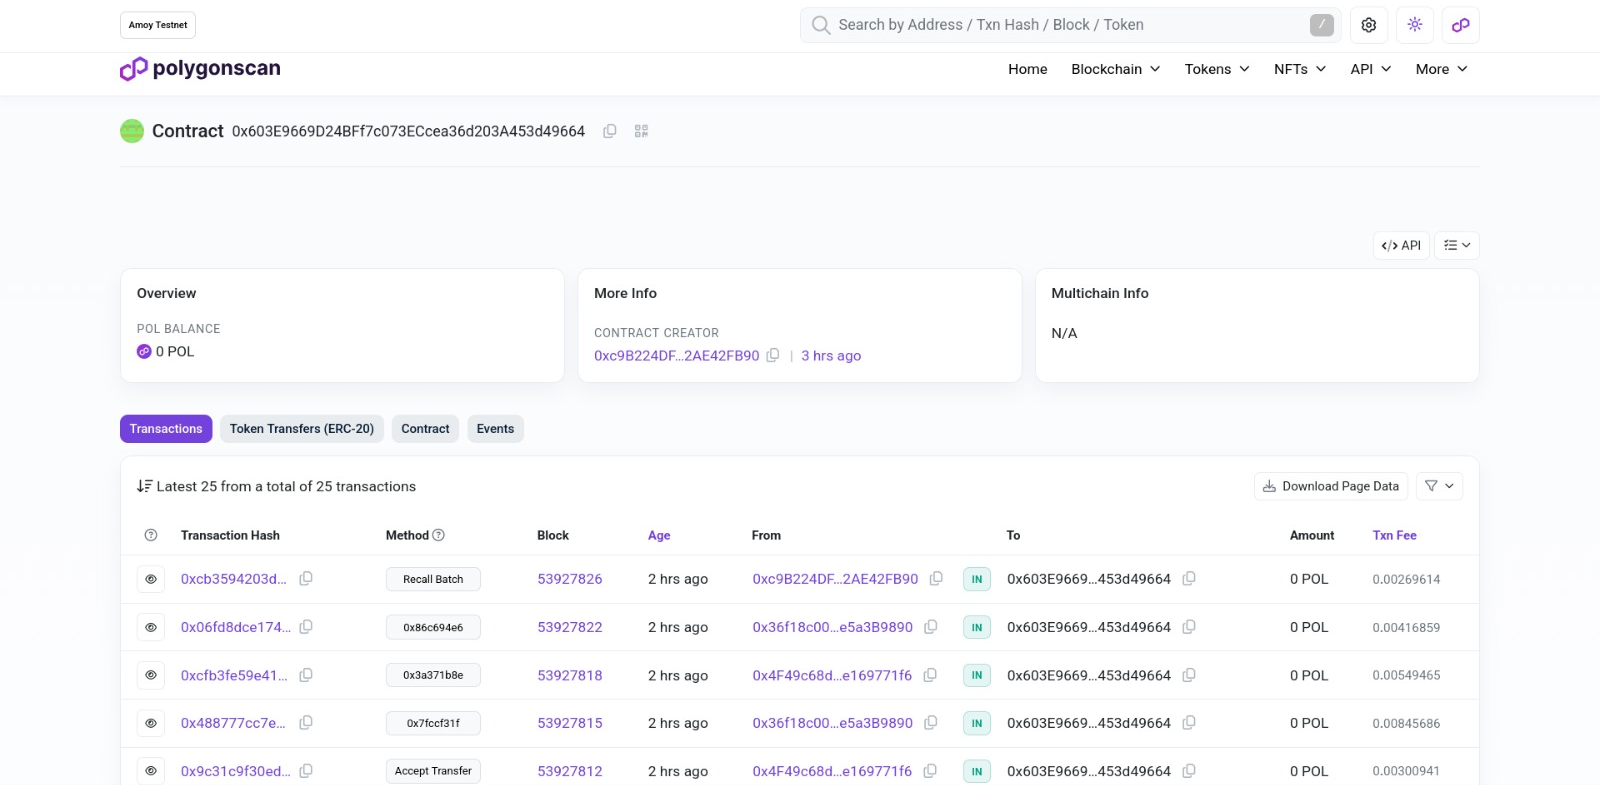 Amoy Testnet
Search by Address / Txn Hash / Block / Token /
polygonscan
Home Blockchain Tokens NFTs API More
Contract 0x603E9669D24BFf7c073ECcea36d203A453d49664
</> API
Overview
POL BALANCE
0 POL
More Info
CONTRACT CREATOR
0xc9B224DF...2AE42FB90 | 3 hrs ago
Multichain Info
N/A
Transactions Token Transfers (ERC-20) Contract Events
Latest 25 from a total of 25 transactions
Download Page Data
Transaction Hash Method Block Age From To Amount Txn Fee
0xcb3594203d... Recall Batch 53927826 2 hrs ago 0xc9B224DF...2AE42FB90 IN 0x603E9669...453d49664 0 POL 0.00269614
0x06fd8dce174... 0x86c694e6 53927822 2 hrs ago 0x36f18c00...e5a3B9890 IN 0x603E9669...453d49664 0 POL 0.00416859
0xcfb3fe59e41... 0x3a371b8e 53927818 2 hrs ago 0x4F49c68d...e169771f6 IN 0x603E9669...453d49664 0 POL 0.00549465
0x488777cc7e... 0x7fccf31f 53927815 2 hrs ago 0x36f18c00...e5a3B9890 IN 0x603E9669...453d49664 0 POL 0.00845686
0x9c31c9f30ed... Accept Transfer 53927812 2 hrs ago 0x4F49c68d...e169771f6 IN 0x603E9669...453d49664 0 POL 0.00300941